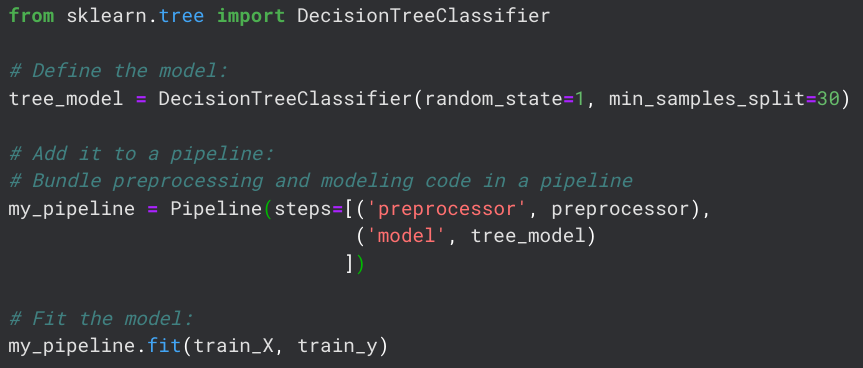 from sklearn.tree import DecisionTreeClassifier
# Define the model:
tree_model = DecisionTreeClassifier(random_state=1, min_samples_split=30)
# Add it to a pipeline:
# Bundle preprocessing and modeling code in a pipeline
my_pipeline = Pipeline(steps=[('preprocessor', preprocessor),
('model', tree_model)
])
# Fit the model:
my_pipeline.fit(train_X, train_y)